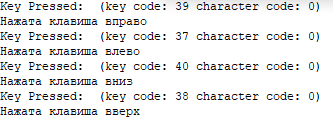 Key Pressed:  (key code: 39 character code: 0)
Нажата клавиша вправо
Key Pressed:  (key code: 37 character code: 0)
Нажата клавиша влево
Key Pressed:  (key code: 40 character code: 0)
Нажата клавиша вниз
Key Pressed:  (key code: 38 character code: 0)
Нажата клавиша вверх